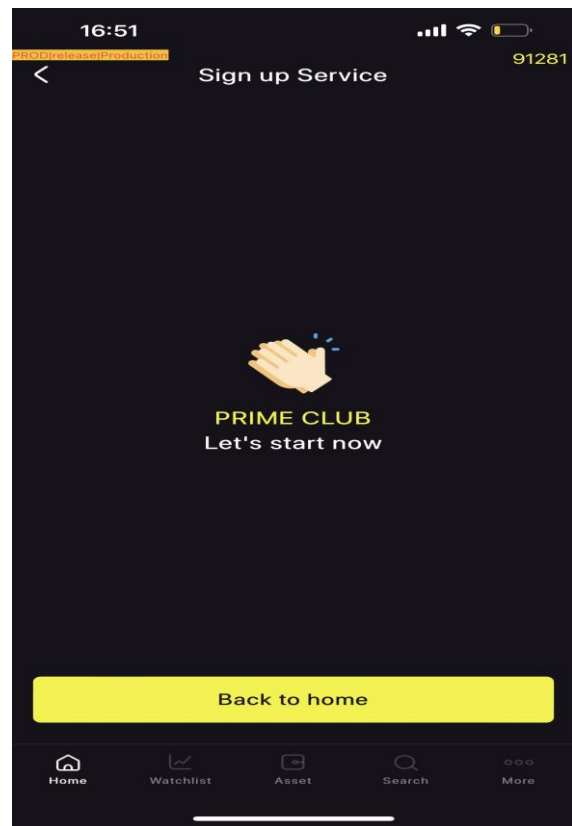 16:51
PROD|release|Production
91281
Sign up Service
PRIME CLUB
Let's start now
Back to home
Home Watchlist Asset Search More